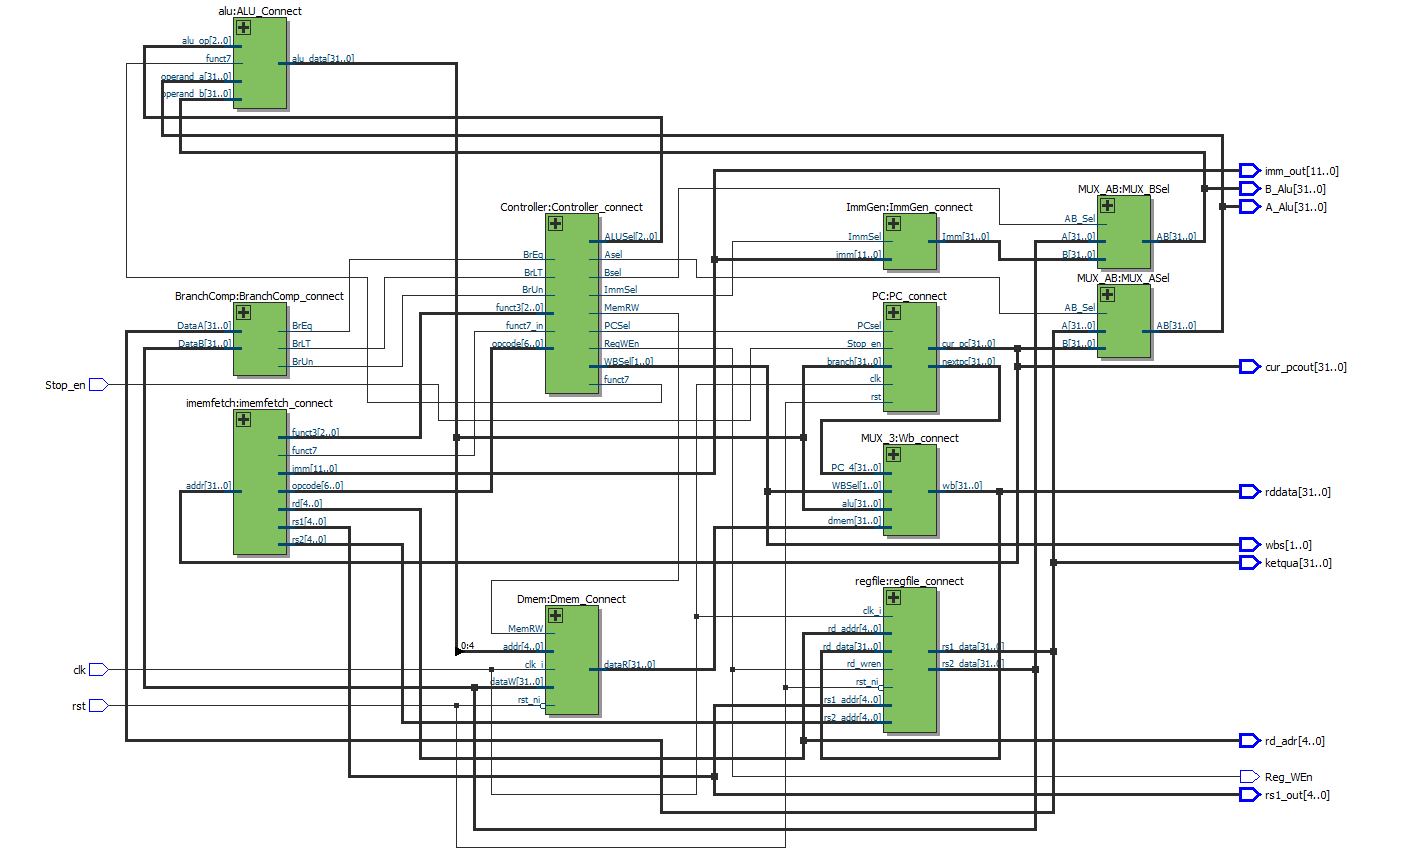 alu:ALU_Connect
alu_op[2..0]
funct7
operand_a[31..0]
operand_b[31..0]
alu_data[31..0]
Controller:Controller_connect
BrEq
BrLT
BrUn
funct3[2..0]
funct7_in
opcode[6..0]
ALUSel[2..0]
Asel
Bsel
ImmSel
MemRW
PCSel
RegWEn
WBSel[1..0]
funct7
BranchComp:BranchComp_connect
DataA[31..0]
DataB[31..0]
BrEq
BrLT
BrUn
Stop_en
imemfetch:imemfetch_connect
addr[31..0]
funct3[2..0]
funct7
imm[11..0]
opcode[6..0]
rd[4..0]
rs1[4..0]
rs2[4..0]
Dmem:Dmem_Connect
0:4
MemRW
addr[4..0]
clk_i
dataW[31..0]
rst_ni
dataR[31..0]
clk
rst
ImmGen:ImmGen_connect
ImmSel
imm[11..0]
Imm[31..0]
PC:PC_connect
PCsel
Stop_en
branch[31..0]
clk
rst
cur_pc[31..0]
nextpc[31..0]
MUX_3:Wb_connect
PC_4[31..0]
WBSel[1..0]
alu[31..0]
dmem[31..0]
wb[31..0]
regfile:regfile_connect
clk_i
rd_addr[4..0]
rd_data[31..0]
rd_wren
rst_ni
rs1_addr[4..0]
rs2_addr[4..0]
rs1_data[31..0]
rs2_data[31..0]
MUX_AB:MUX_BSel
AB_Sel
A[31..0]
B[31..0]
AB[31..0]
MUX_AB:MUX_ASel
AB_Sel
A[31..0]
B[31..0]
AB[31..0]
imm_out[11..0]
B_Alu[31..0]
A_Alu[31..0]
cur_pcout[31..0]
rddata[31..0]
wbs[1..0]
ketqua[31..0]
rd_adr[4..0]
Reg_WEn
rs1_out[4..0]